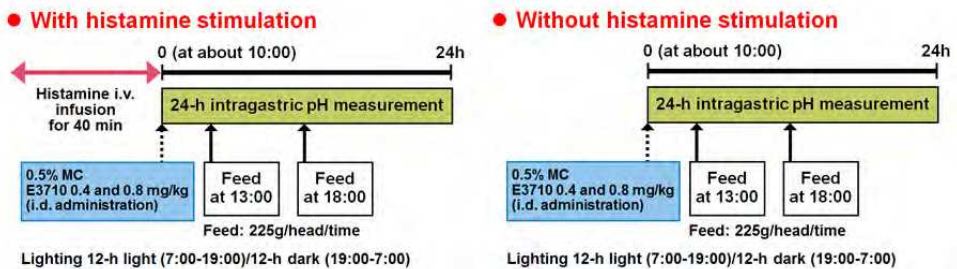 ● With histamine stimulation
0 (at about 10:00) 24h
Histamine i.v.
infusion
for 40 min
24-h intragastric pH measurement
0.5% MC
E3710 0.4 and 0.8 mg/kg
(i.d. administration)
Feed
at 13:00
Feed
at 18:00
Feed: 225g/head/time
Lighting 12-h light (7:00-19:00)/12-h dark (19:00-7:00)
● Without histamine stimulation
0 (at about 10:00) 24h
24-h intragastric pH measurement
0.5% MC
E3710 0.4 and 0.8 mg/kg
(i.d. administration)
Feed
at 13:00
Feed
at 18:00
Feed: 225g/head/time
Lighting 12-h light (7:00-19:00)/12-h dark (19:00-7:00)